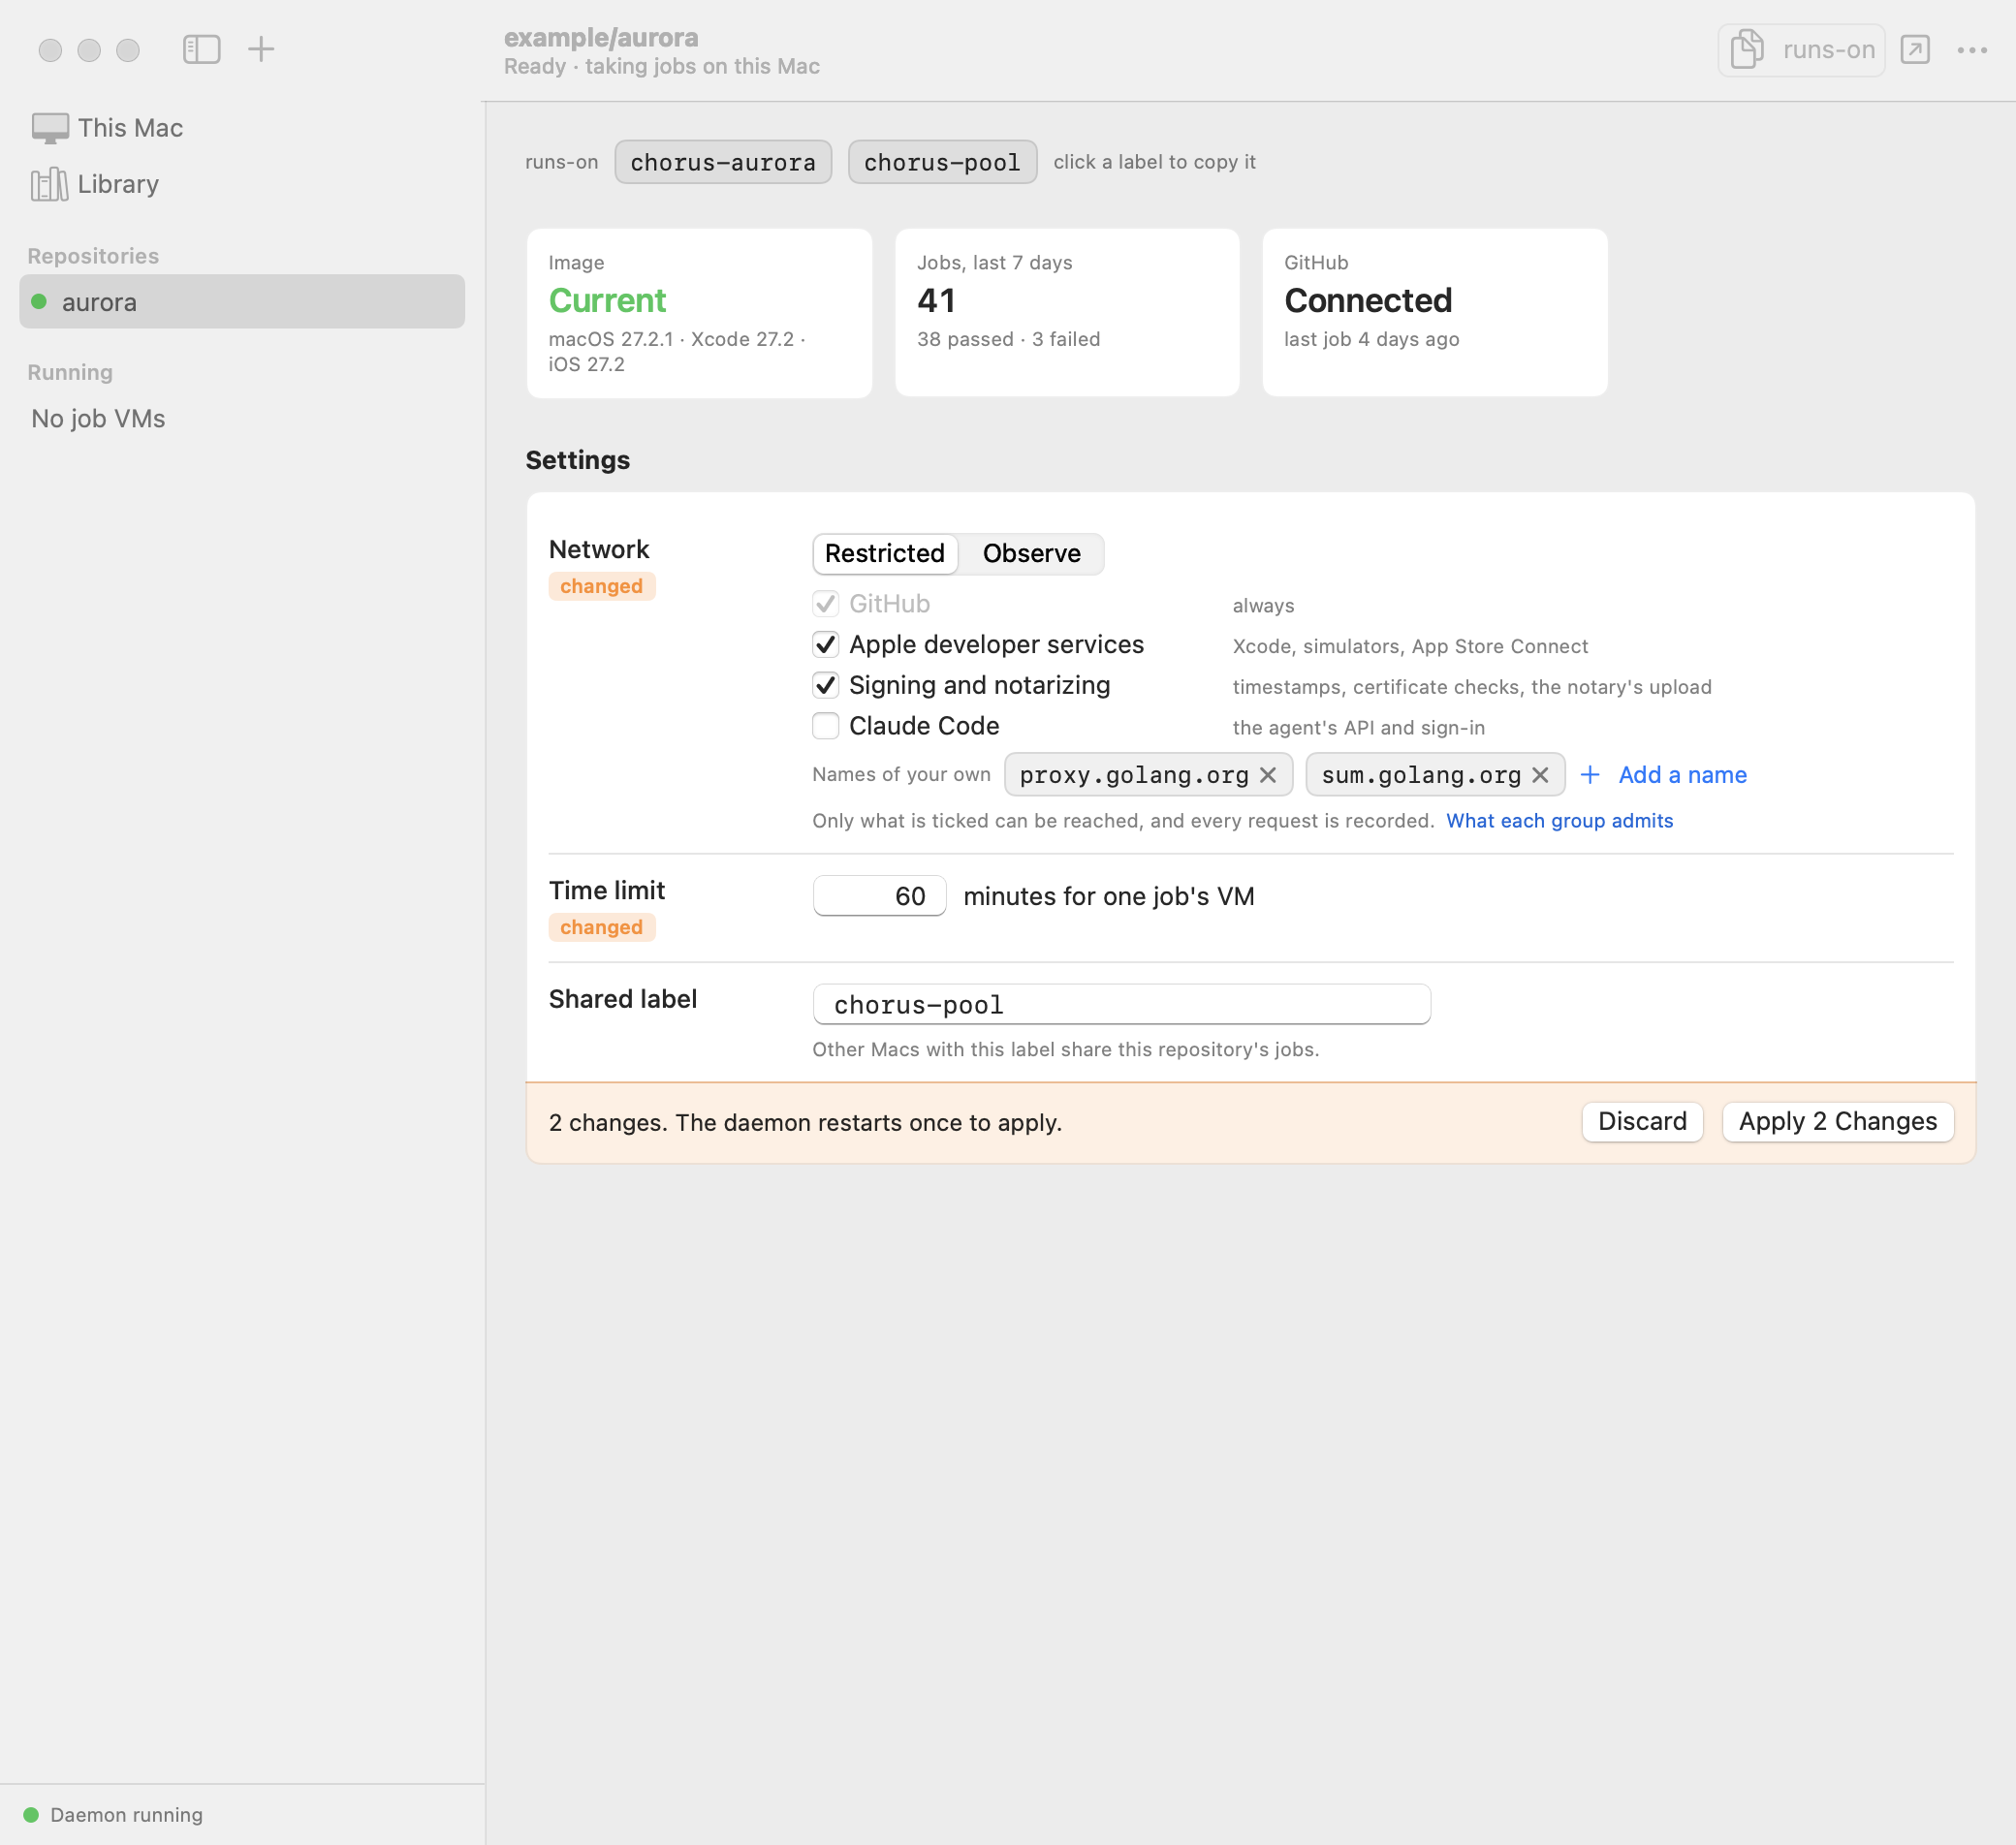 example/aurora
Ready · taking jobs on this Mac
runs-on
This Mac
Library
Repositories
aurora
Running
No job VMs
Daemon running
runs-on chorus-aurora chorus-pool click a label to copy it
Image
Current
macOS 27.2.1 · Xcode 27.2 ·
iOS 27.2
Jobs, last 7 days
41
38 passed · 3 failed
GitHub
Connected
last job 4 days ago
Settings
Network
changed
Restricted Observe
GitHub always
Apple developer services Xcode, simulators, App Store Connect
Signing and notarizing timestamps, certificate checks, the notary's upload
Claude Code the agent's API and sign-in
Names of your own proxy.golang.org sum.golang.org Add a name
Only what is ticked can be reached, and every request is recorded. What each group admits
Time limit
changed
60 minutes for one job's VM
Shared label
chorus-pool
Other Macs with this label share this repository's jobs.
2 changes. The daemon restarts once to apply. Discard Apply 2 Changes